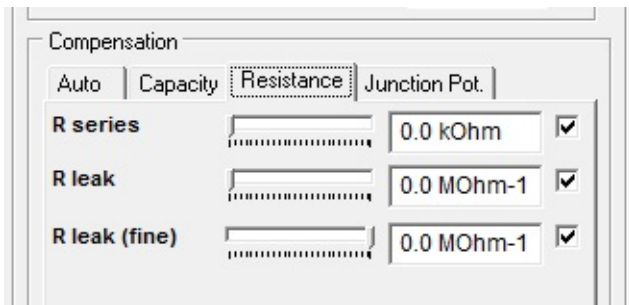 Compensation
Auto Capacity Resistance Junction Pot.
R series 0.0 kOhm
R leak 0.0 MOhm-1
R leak (fine) 0.0 MOhm-1